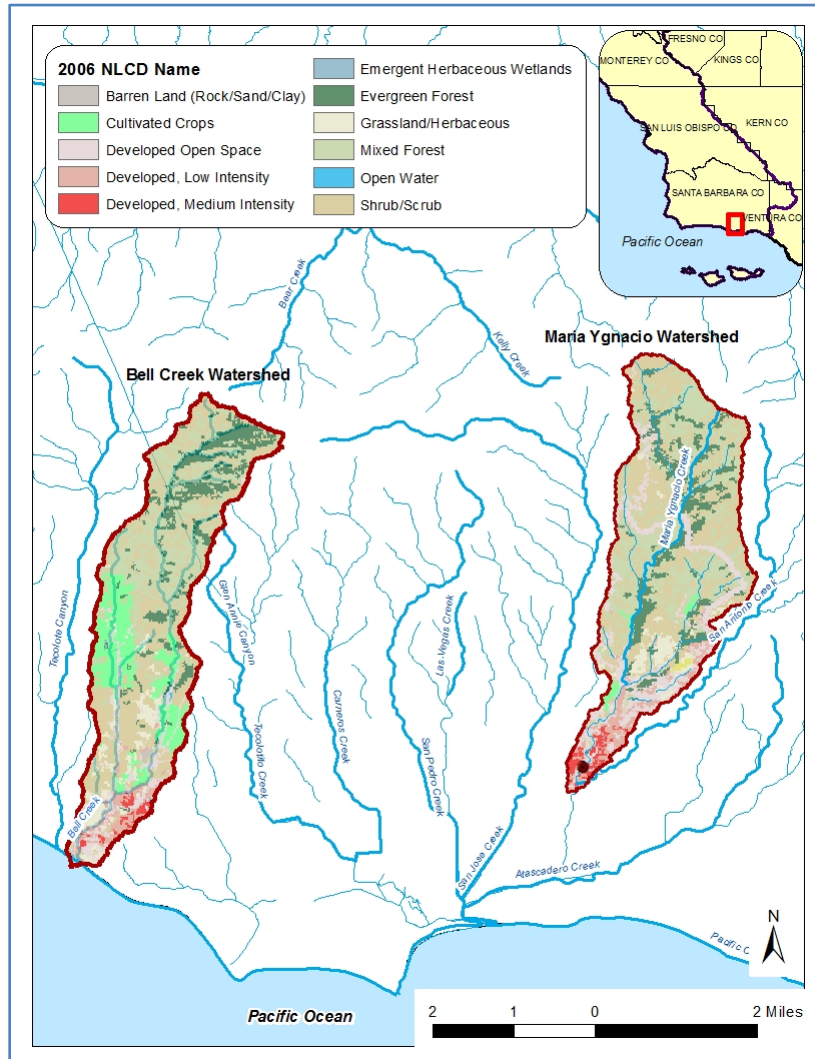 2006 NLCD Name
Barren Land (Rock/Sand/Clay)
Cultivated Crops
Developed Open Space
Developed, Low Intensity
Developed, Medium Intensity
Emergent Herbaceous Wetlands
Evergreen Forest
Grassland/Herbaceous
Mixed Forest
Open Water
Shrub/Scrub
FRESNO CO
MONTEREY CO
KINGS CO
SAN LUIS OBISPO CO
KERN CO
SANTA BARBARA CO
VENTURA CO
Pacific Ocean
Bear Creek
Kelly Creek
Maria Ygnacio Watershed
Bell Creek Watershed
Maria Ygnacio Creek
San Antonio Creek
Tecolote Canyon
Glen Annie Canyon
Las Vegas Creek
Carneros Creek
Tecolotito Creek
San Pedro Creek
Bell Creek
San Jose Creek
Atascadero Creek
Pacific
N
Pacific Ocean
2 1 0 2 Miles